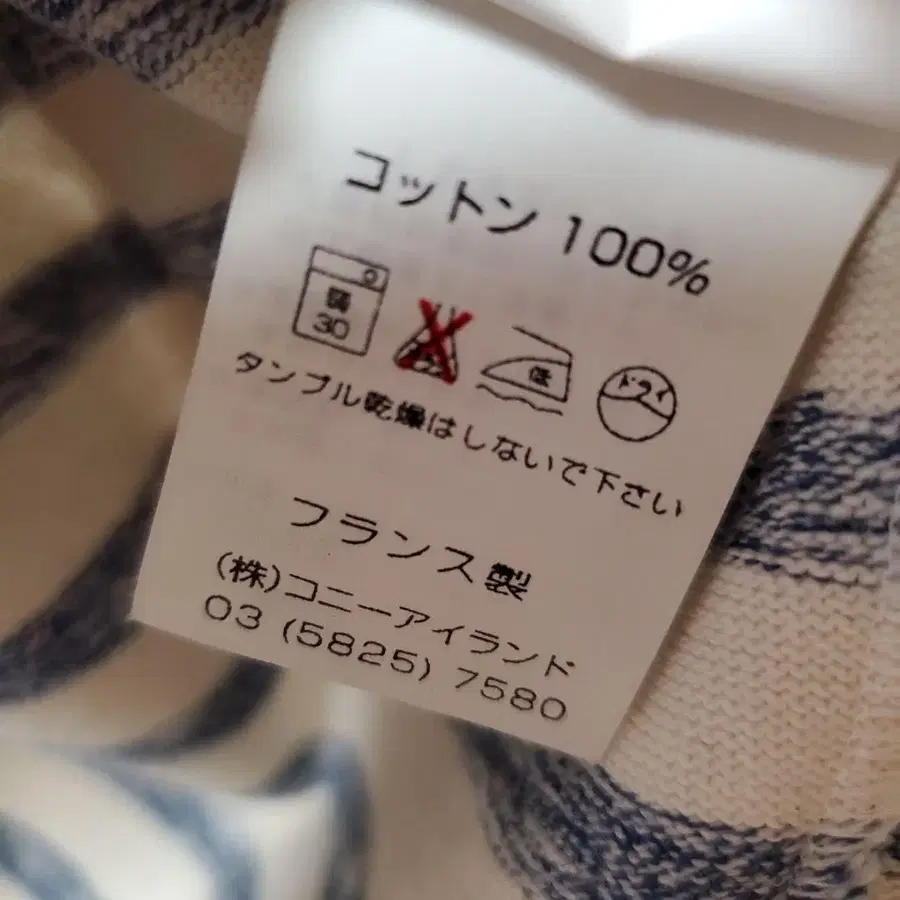 コットン 100%
弱
30
低
ドライ
タンブル乾燥はしないで下さい
フランス製
(株)コニーアイランド
03 (5825) 7580